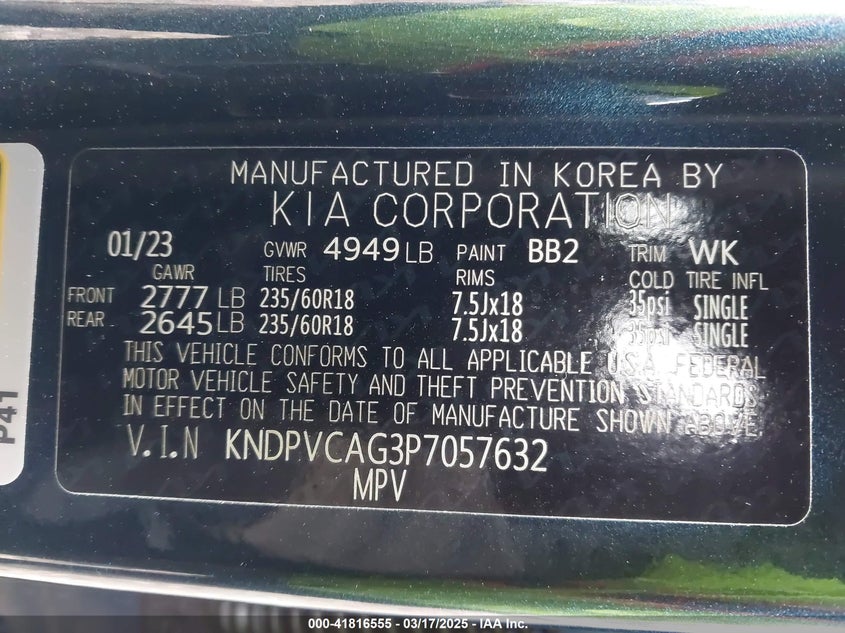 MANUFACTURED IN KOREA BY
KIA CORPORATION
01/23 GVWR 4949 LB PAINT BB2 TRIM WK
GAWR TIRES RIMS COLD TIRE INFL
FRONT 2777 LB 235/60R18 7.5Jx18 35psi SINGLE
REAR 2645 LB 235/60R18 7.5Jx18 35psi SINGLE
THIS VEHICLE CONFORMS TO ALL APPLICABLE U.S.A. FEDERAL
MOTOR VEHICLE SAFETY AND THEFT PREVENTION STANDARDS
IN EFFECT ON THE DATE OF MANUFACTURE SHOWN ABOVE
V.I.N KNDPVCAG3P7057632
MPV
P41
000-41816555 — 03/17/2025 — IAA Inc.